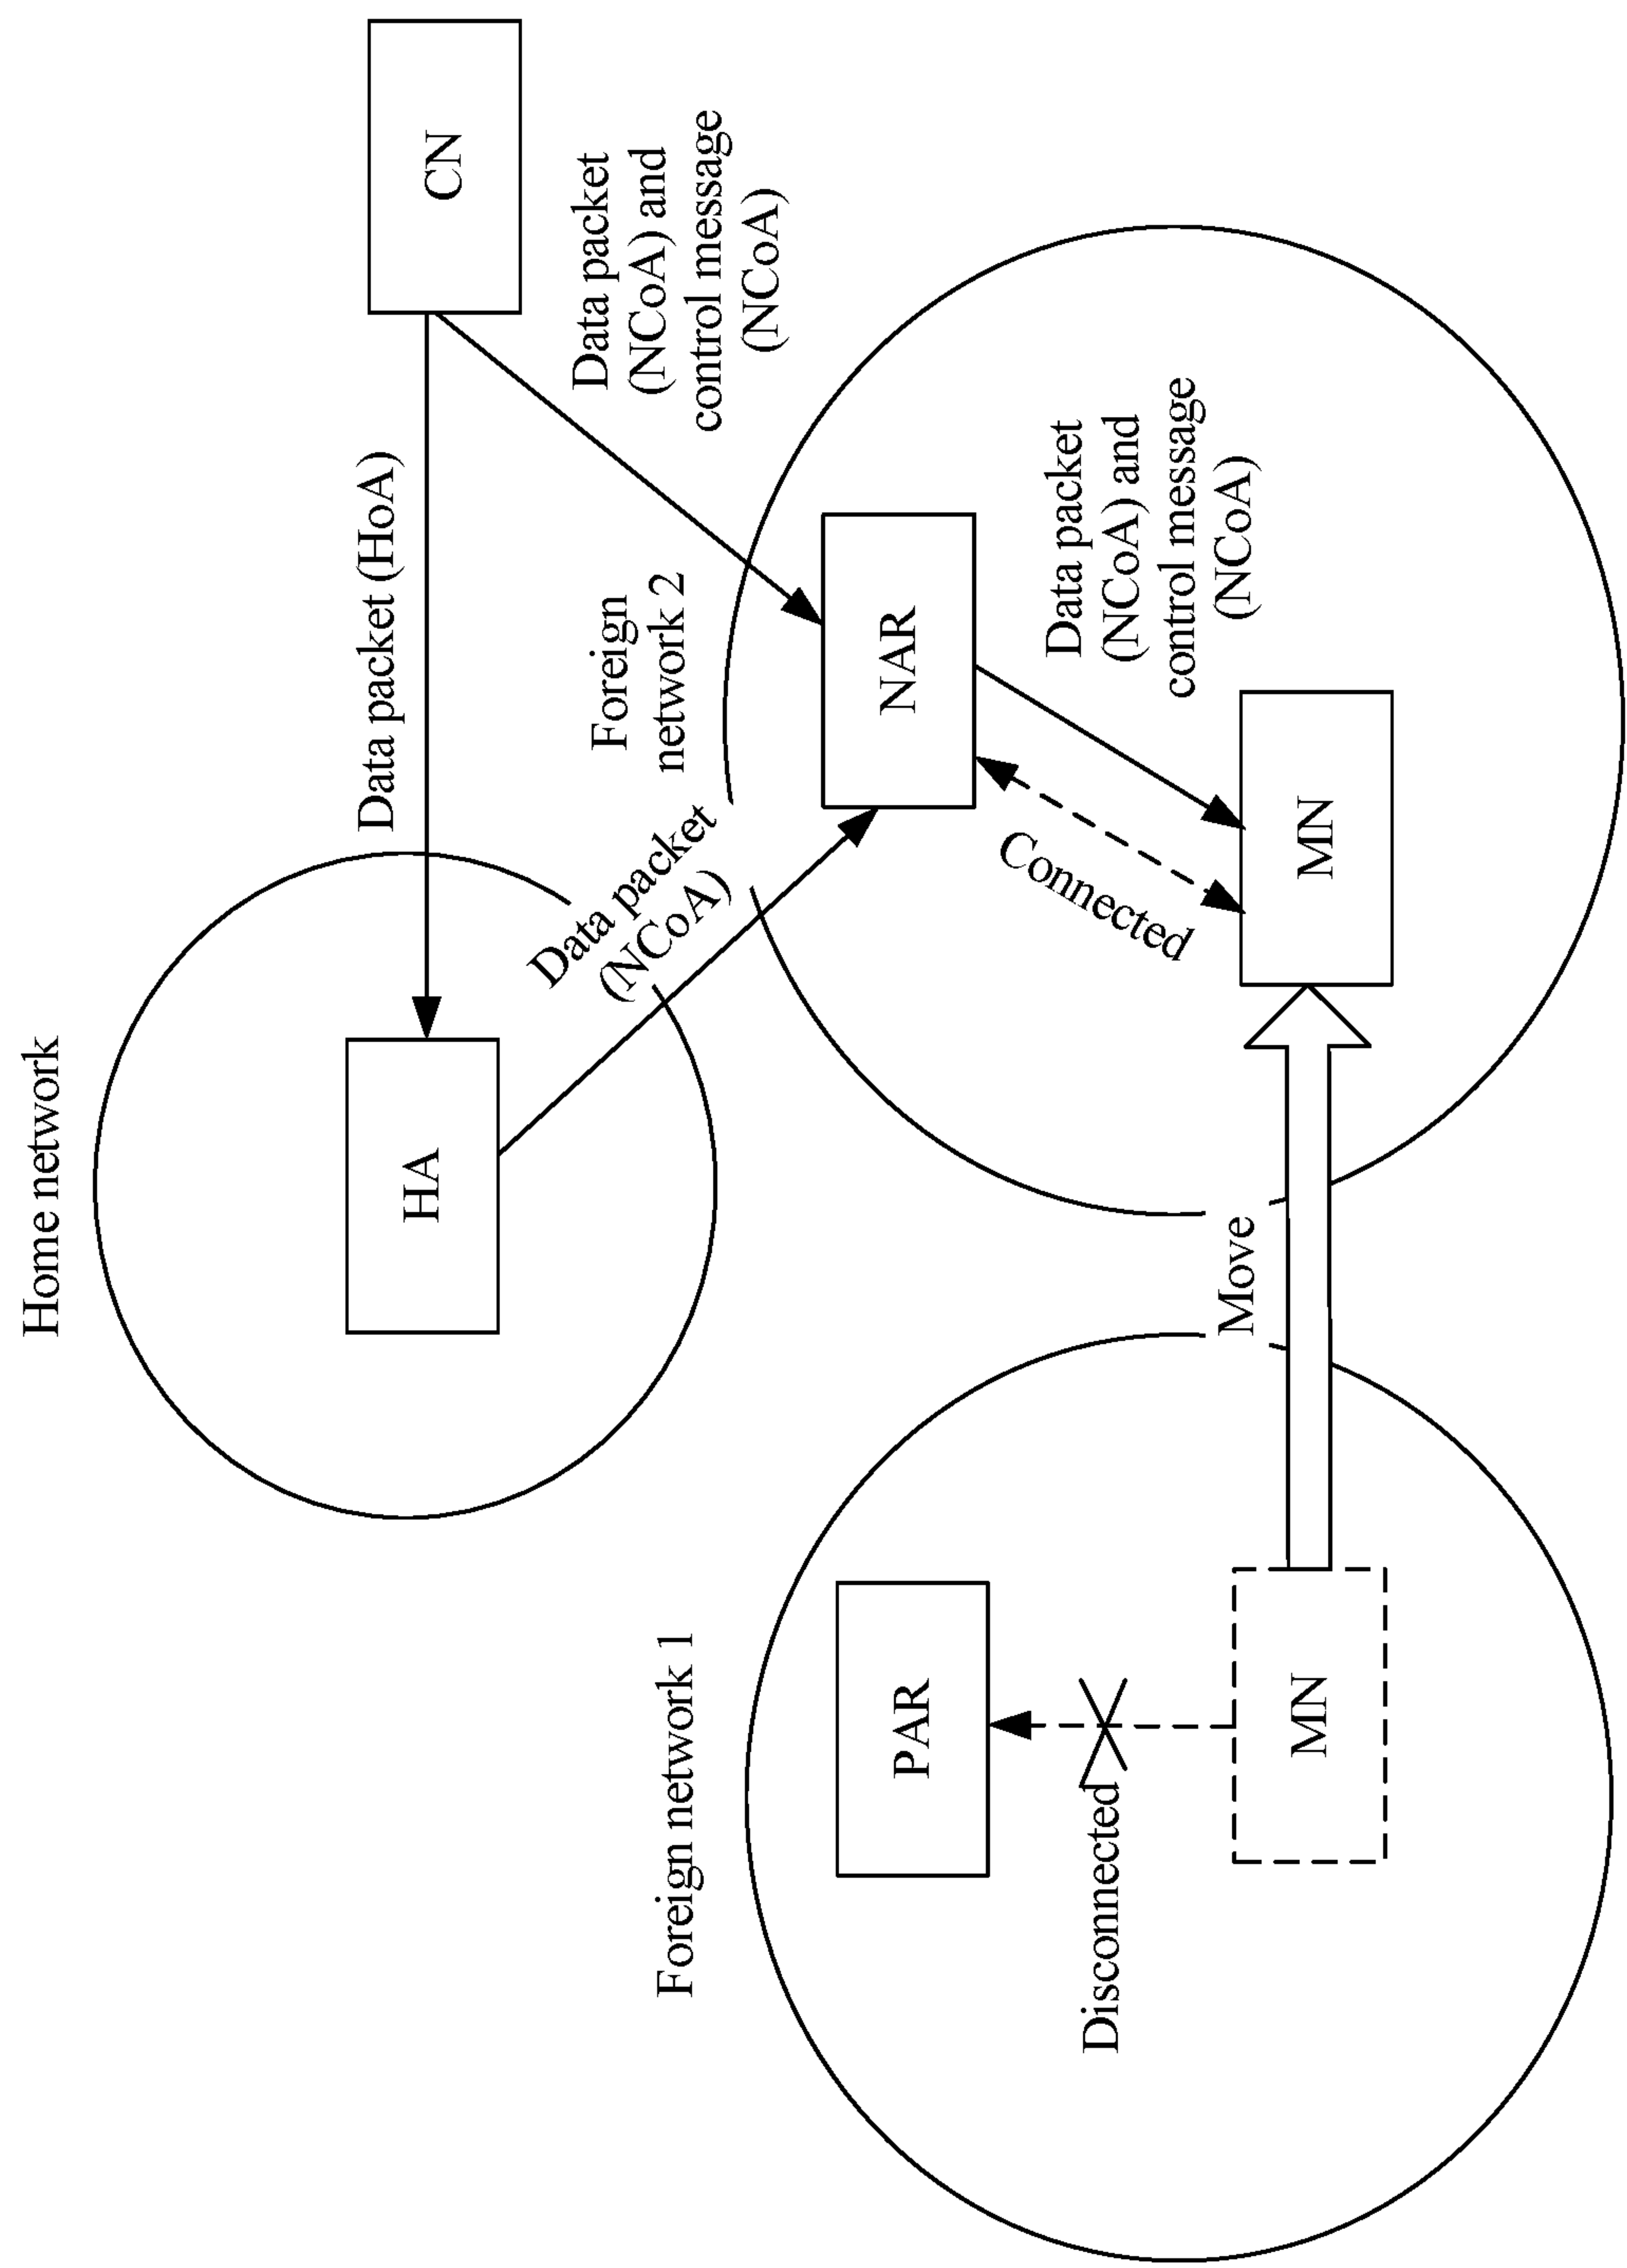 Home network
HA
Data packet (HoA)
CN
Data packet
(NCoA)
Foreign
network 2
Data packet
(NCoA) and
control message
(NCoA)
Foreign network 1
PAR
Disconnected
MN
Move
NAR
Connected
Data packet
(NCoA) and
control message
(NCoA)
MN